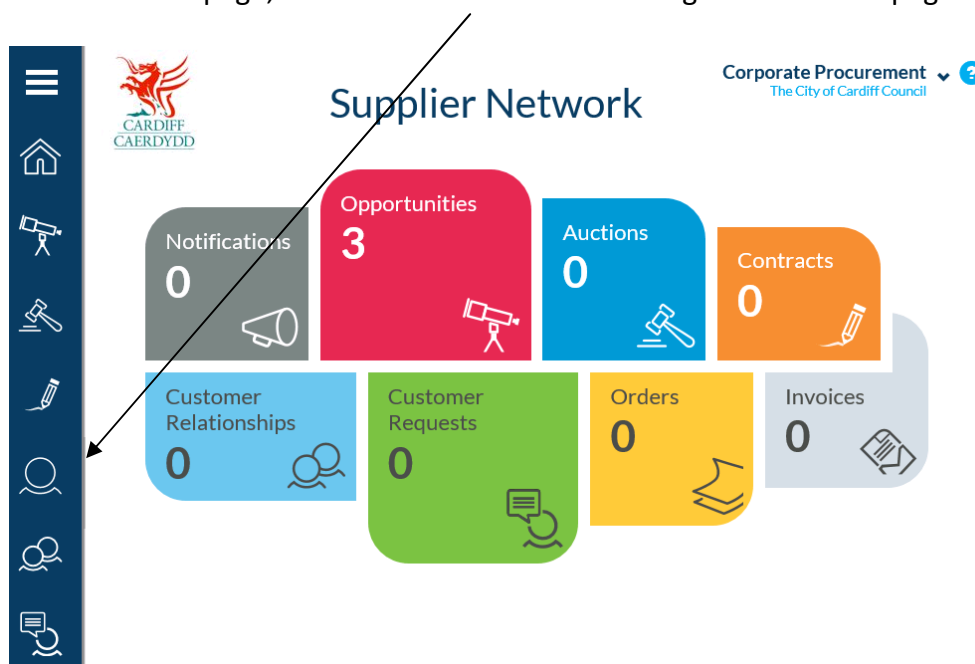 page,
CARDIFF
CAERDYDD
Supplier Network
Corporate Procurement
The City of Cardiff Council
?
Notifications
0
Opportunities
3
Auctions
0
Contracts
0
Customer
Relationships
0
Customer
Requests
0
Orders
0
Invoices
0